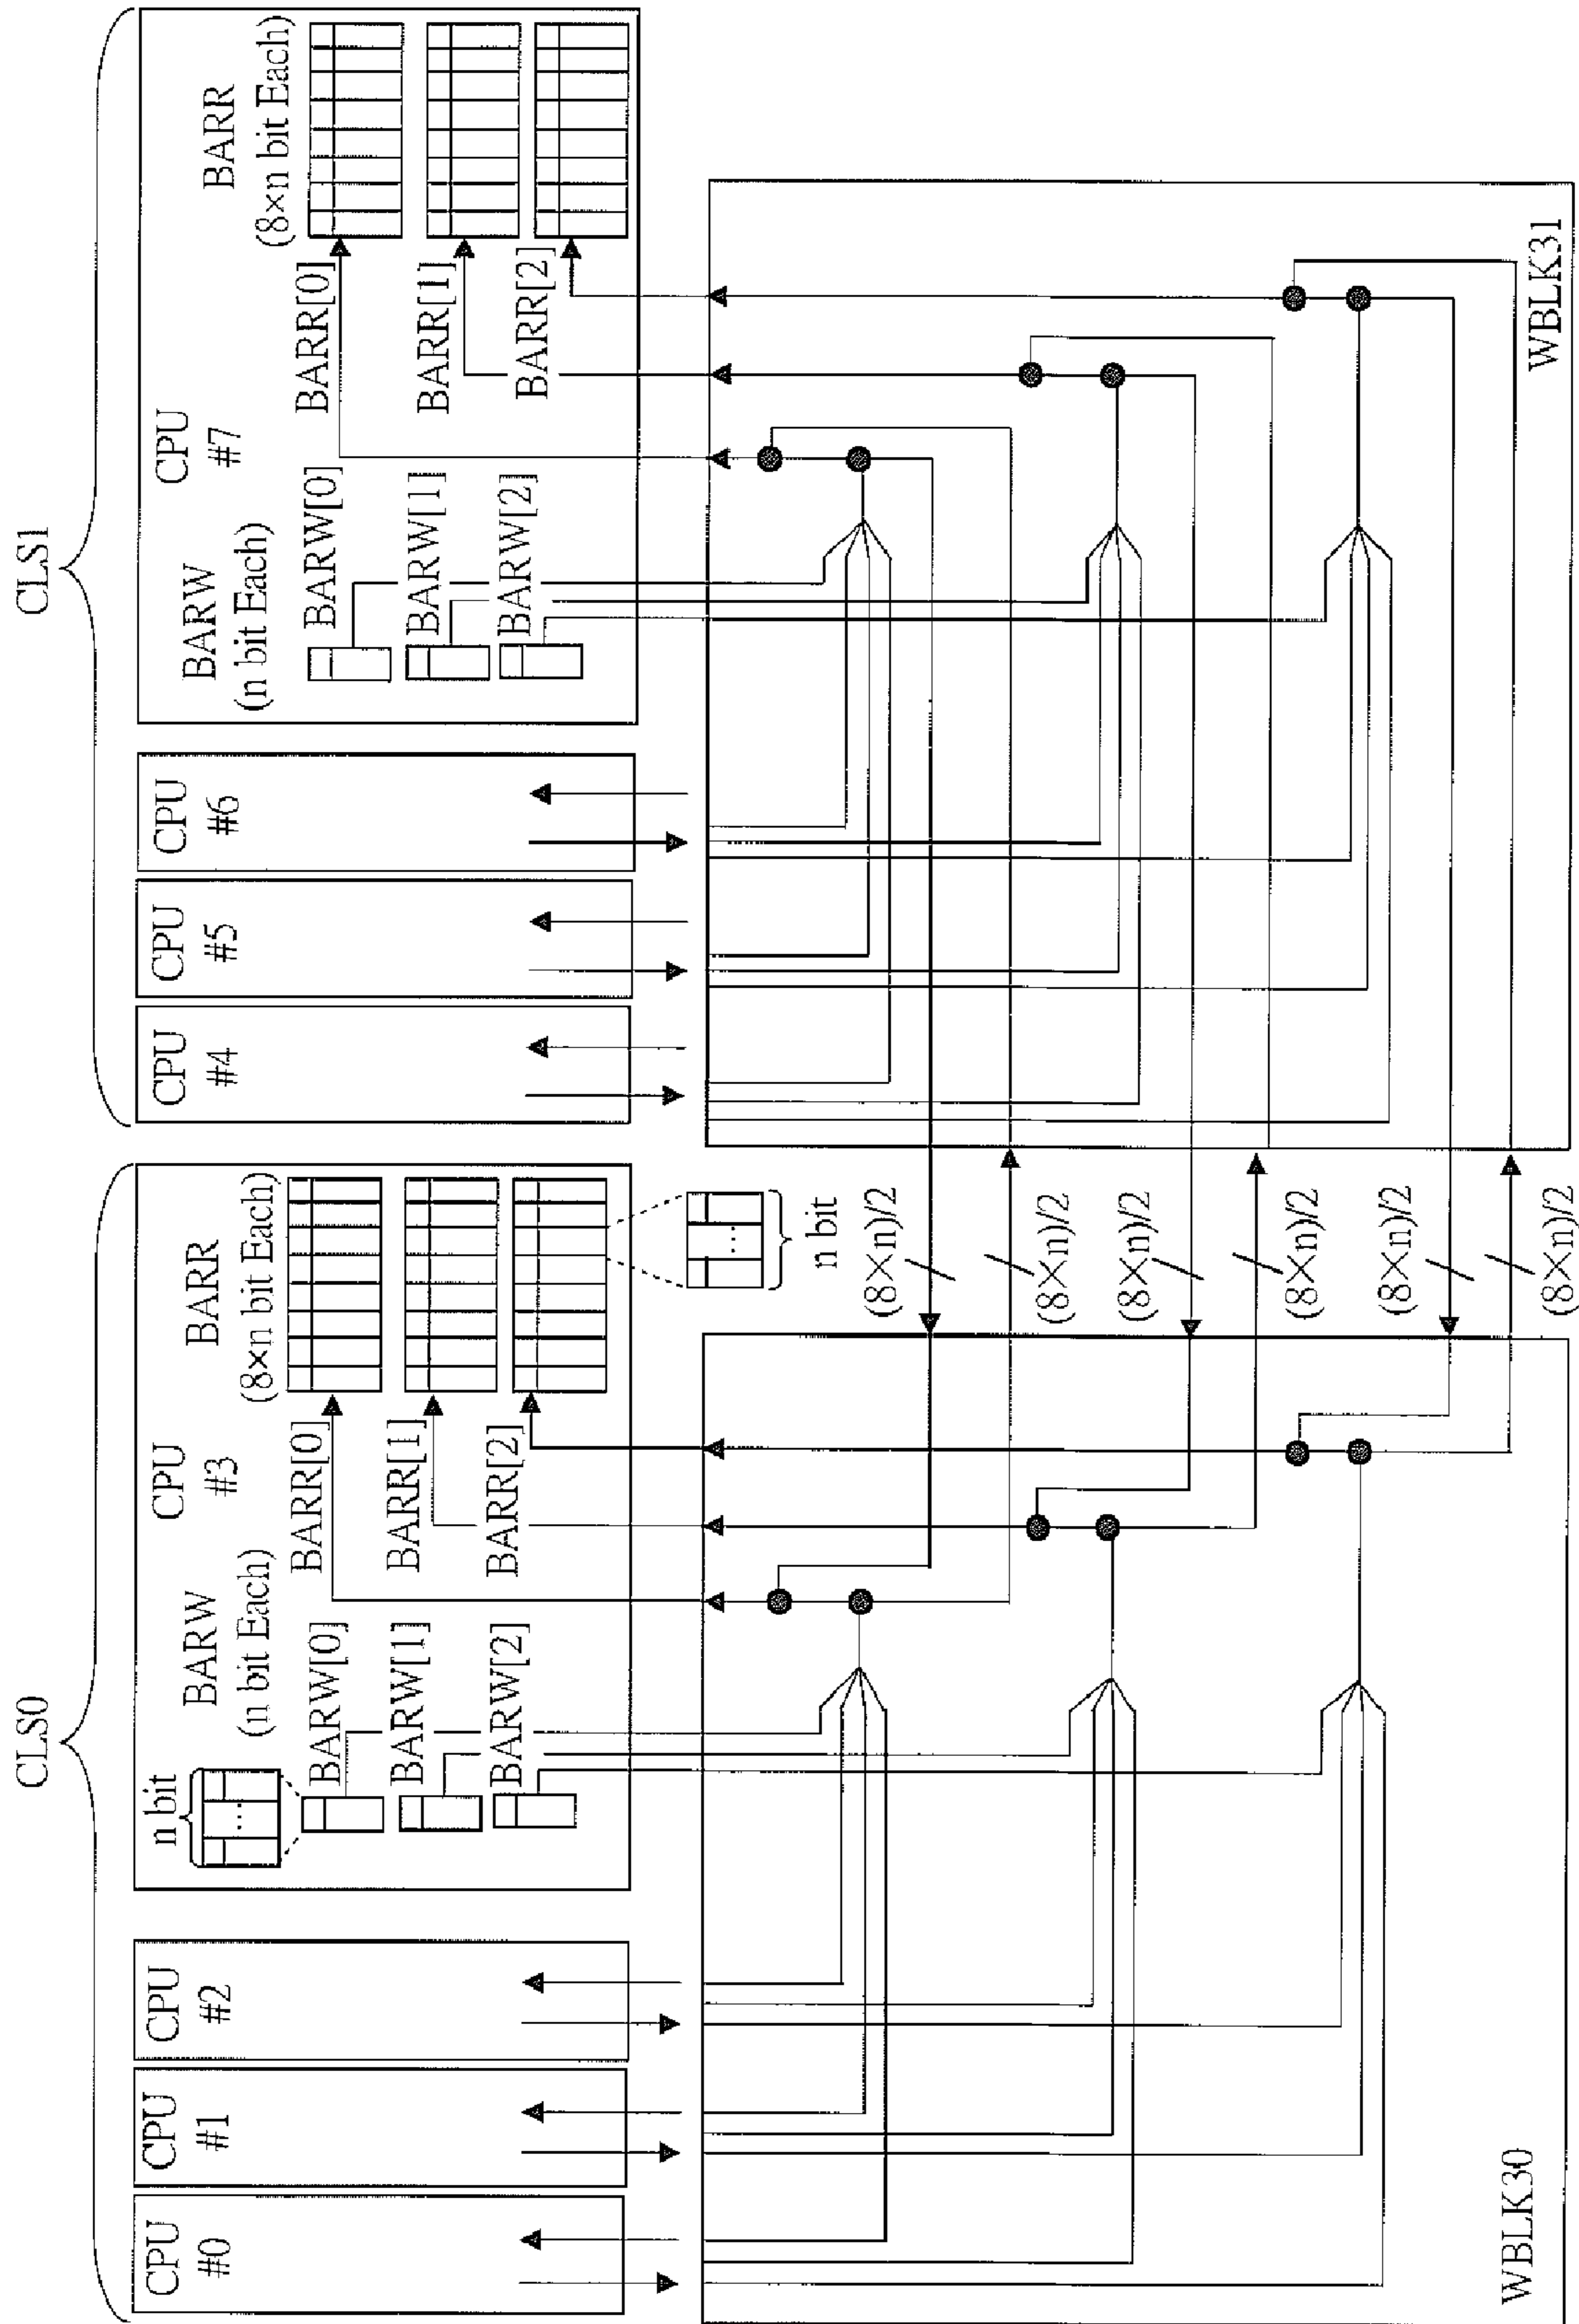 CLS0
CPU
#0
CPU
#1
CPU
#2
n bit
BARW
(n bit Each)
BARW[0]
BARW[1]
BARW[2]
CPU
#3
BARR
(8×n bit Each)
BARR[0]
BARR[1]
BARR[2]
n bit
WBLK30
(8×n)/2
(8×n)/2
(8×n)/2
(8×n)/2
(8×n)/2
(8×n)/2
CLS1
CPU
#4
CPU
#5
CPU
#6
BARW
(n bit Each)
BARW[0]
BARW[1]
BARW[2]
CPU
#7
BARR
(8×n bit Each)
BARR[0]
BARR[1]
BARR[2]
WBLK31